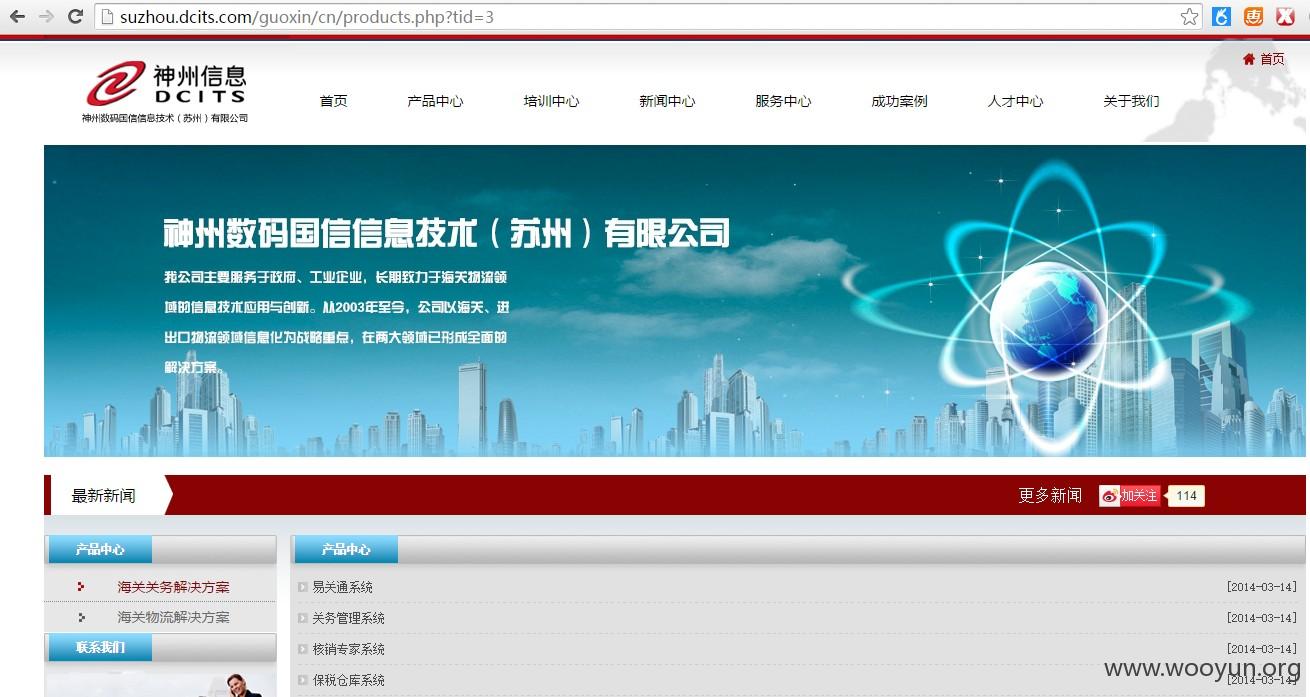 suzhou.dcits.com/guoxin/cn/products.php?tid=3
首页
神州信息
DCITS
神州数码国信信息技术（苏州）有限公司
首页 产品中心 培训中心 新闻中心 服务中心 成功案例 人才中心 关于我们
神州数码国信信息技术（苏州）有限公司
我公司主要服务于政府、工业企业，长期致力于海关物流领
域的信息技术应用与创新。从2003年至今，公司以海关、进
出口物流领域信息化为战略重点，在两大领域已形成全面的
解决方案。
最新新闻 更多新闻 加关注 114
产品中心
海关关务解决方案
海关物流解决方案
联系我们
产品中心
易关通系统 [2014-03-14]
关务管理系统 [2014-03-14]
核销专家系统 [2014-03-14]
保税仓库系统 [2014-03-14]
www.wooyun.org